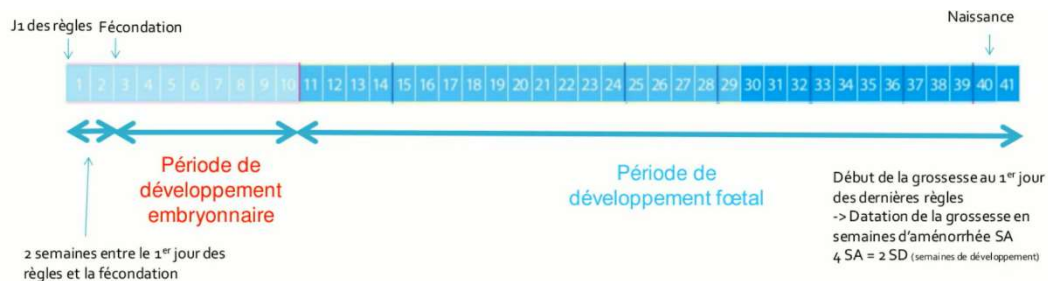 J1 des règles Fécondation
Naissance
1 2 3 4 5 6 7 8 9 10 11 12 13 14 15 16 17 18 19 20 21 22 23 24 25 26 27 28 29 30 31 32 33 34 35 36 37 38 39 40 41
Période de
développement
embryonnaire
Période de
développement fœtal
Début de la grossesse au 1er jour
des dernières règles
-> Datation de la grossesse en
semaines d'aménorrhée SA
4 SA = 2 SD (semaines de développement)
2 semaines entre le 1er jour des
règles et la fécondation